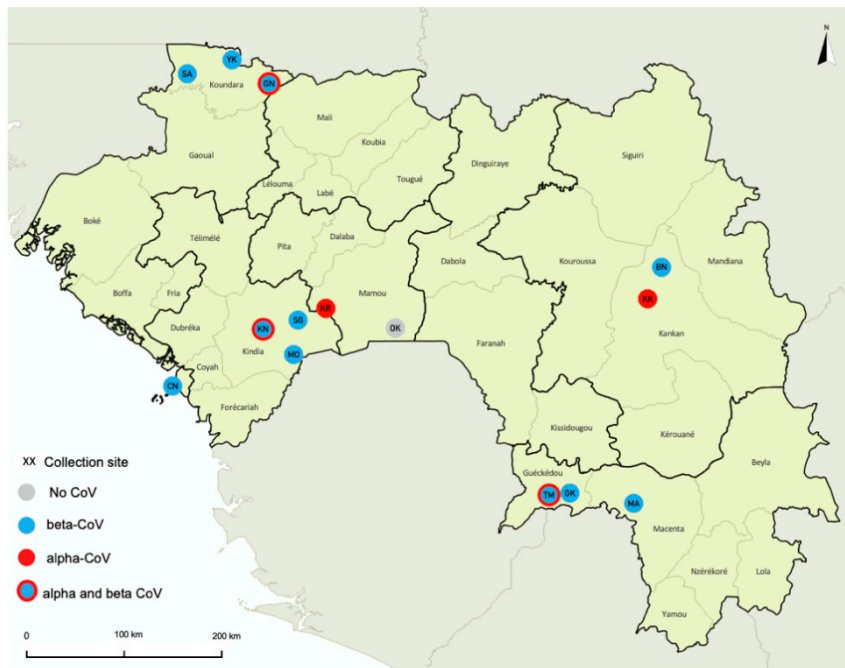 N
YK
SA
Koundara
GN
Mali
Koubia
Siguiri
Gaoual
Dinguiraye
Tougué
Lélouma
Labé
Boké
Télimélé
Dalaba
Pita
Dabola
Kouroussa
BN
Mandiana
Boffa
Fria
Mamou
KK
KR
SG
OK
Kankan
Dubréka
KN
Kindia
MO
Faranah
Coyah
CN
Forécariah
Kissidougou
Kérouané
Beyla
XX Collection site
Guéckédou
No CoV
TM
GK
MA
beta-CoV
Macenta
alpha-CoV
Nzérékoré
Lola
alpha and beta CoV
Yamou
0 100 km 200 km